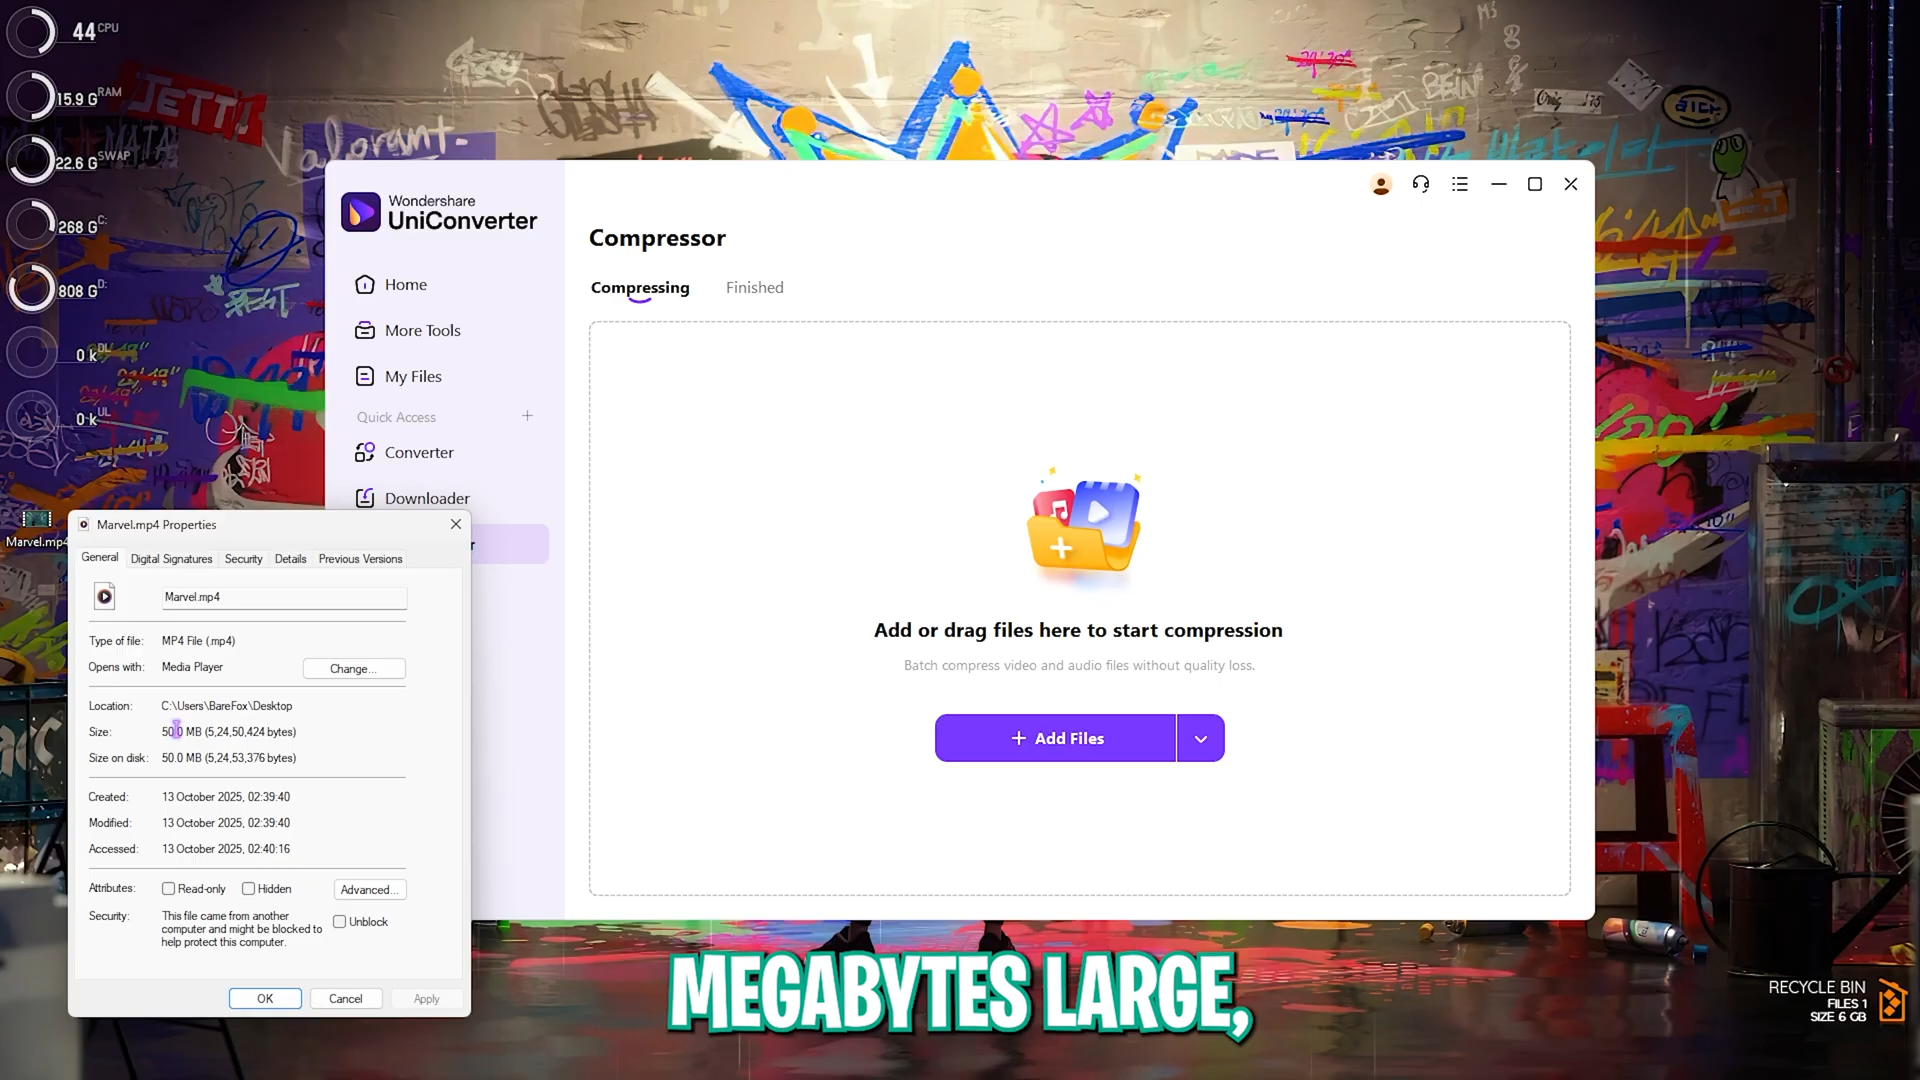 44 CPU
15.9 G RAM
22.6 G SWAP
268 G C:
808 G D:
0 k DL
0 k UL
JETT
Valorant.
Marvel.mp4
Wondershare
UniConverter
Home
More Tools
My Files
Quick Access +
Converter
Downloader
r
Compressor
Compressing Finished
Add or drag files here to start compression
Batch compress video and audio files without quality loss.
+ Add Files
Marvel.mp4 Properties
General Digital Signatures Security Details Previous Versions
Marvel.mp4
Type of file: MP4 File (.mp4)
Opens with: Media Player Change...
Location: C:\Users\BareFox\Desktop
Size: 50.0 MB (5,24,50,424 bytes)
Size on disk: 50.0 MB (5,24,53,376 bytes)
Created: 13 October 2025, 02:39:40
Modified: 13 October 2025, 02:39:40
Accessed: 13 October 2025, 02:40:16
Attributes: Read-only Hidden Advanced...
Security: This file came from another
computer and might be blocked to
help protect this computer.
Unblock
OK Cancel Apply
MEGABYTES LARGE,
RECYCLE BIN
FILES 1
SIZE 6 GB